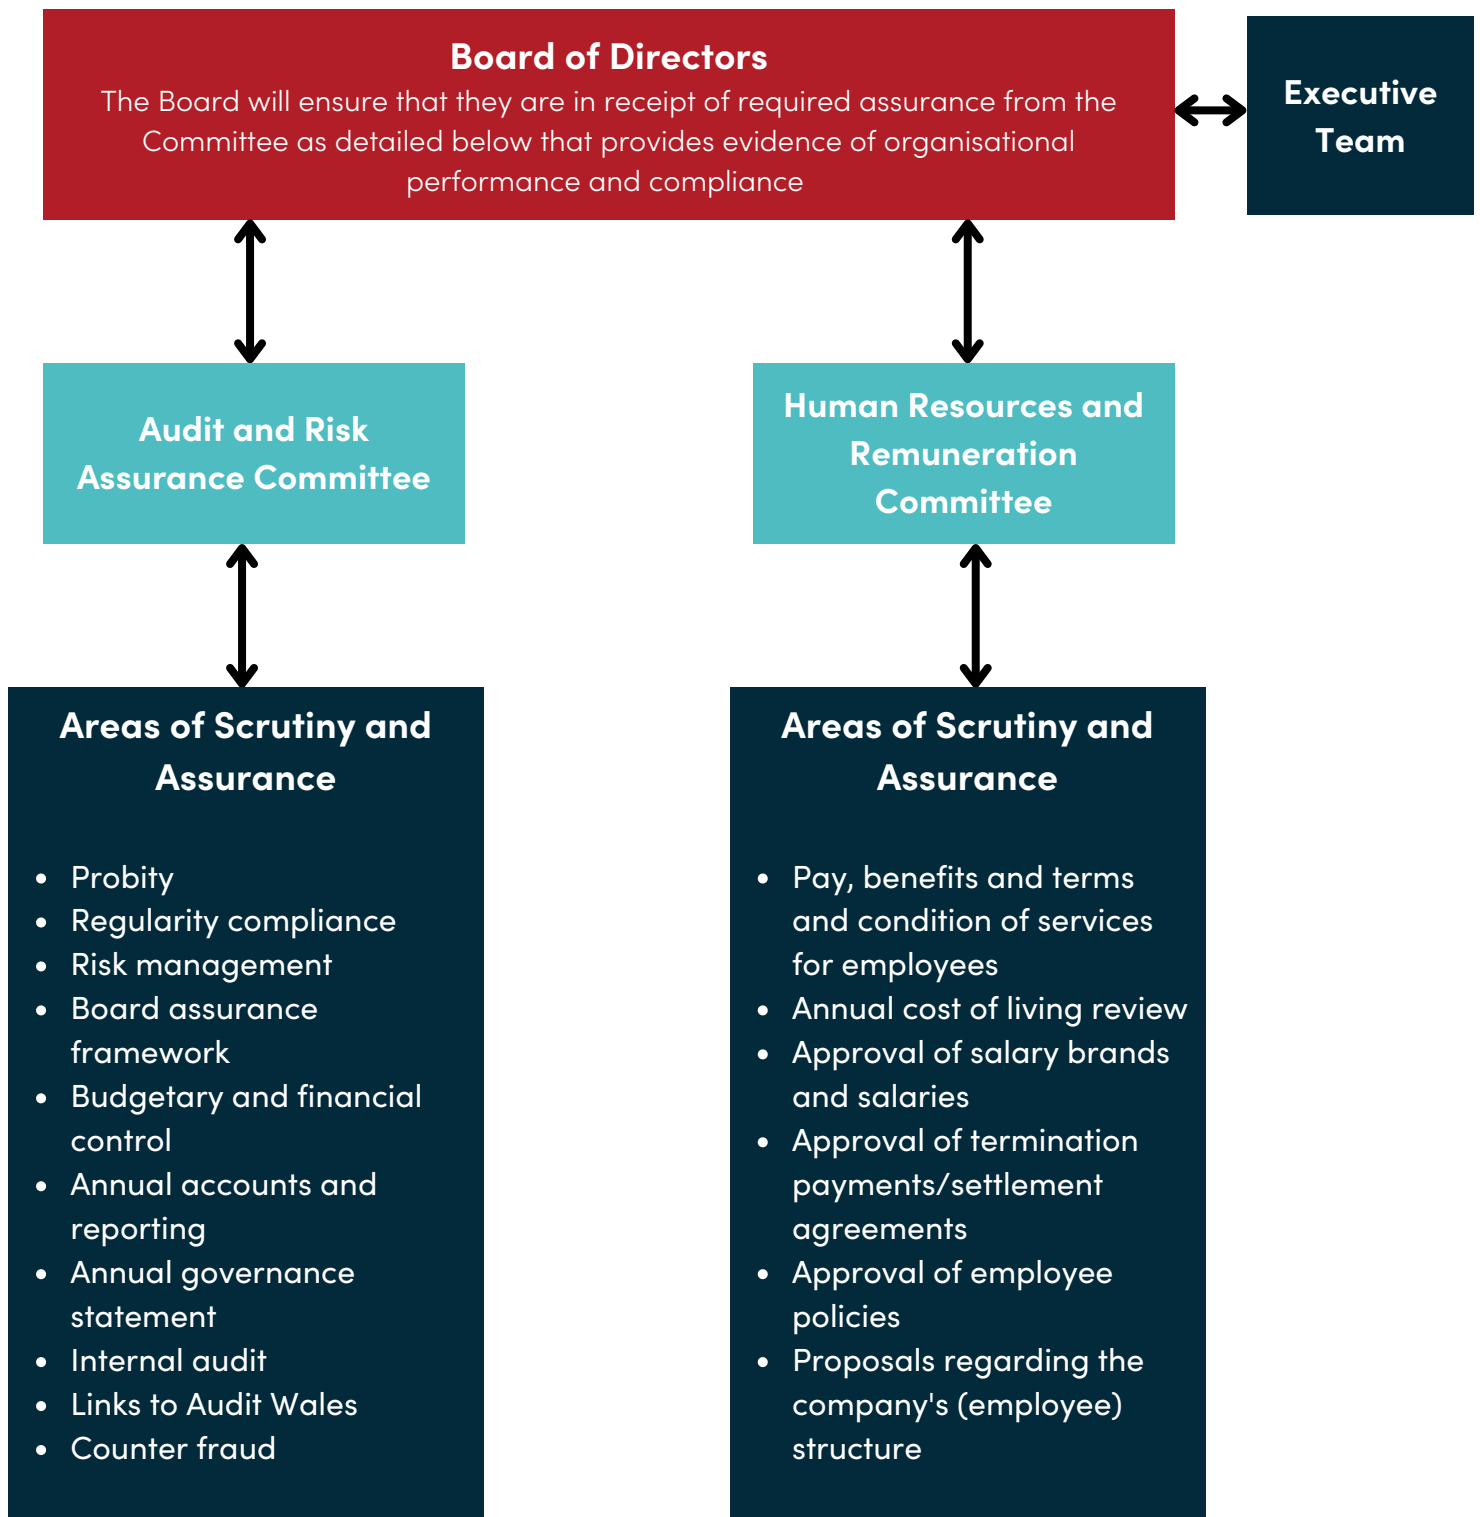 Board of Directors
The Board will ensure that they are in receipt of required assurance from the
Committee as detailed below that provides evidence of organisational
performance and compliance
Executive
Team
Audit and Risk
Assurance Committee
Human Resources and
Remuneration
Committee
Areas of Scrutiny and
Assurance
• Probity
• Regularity compliance
• Risk management
• Board assurance
framework
• Budgetary and financial
control
• Annual accounts and
reporting
• Annual governance
statement
• Internal audit
• Links to Audit Wales
• Counter fraud
Areas of Scrutiny and
Assurance
• Pay, benefits and terms
and condition of services
for employees
• Annual cost of living review
• Approval of salary brands
and salaries
• Approval of termination
payments/settlement
agreements
• Approval of employee
policies
• Proposals regarding the
company's (employee)
structure